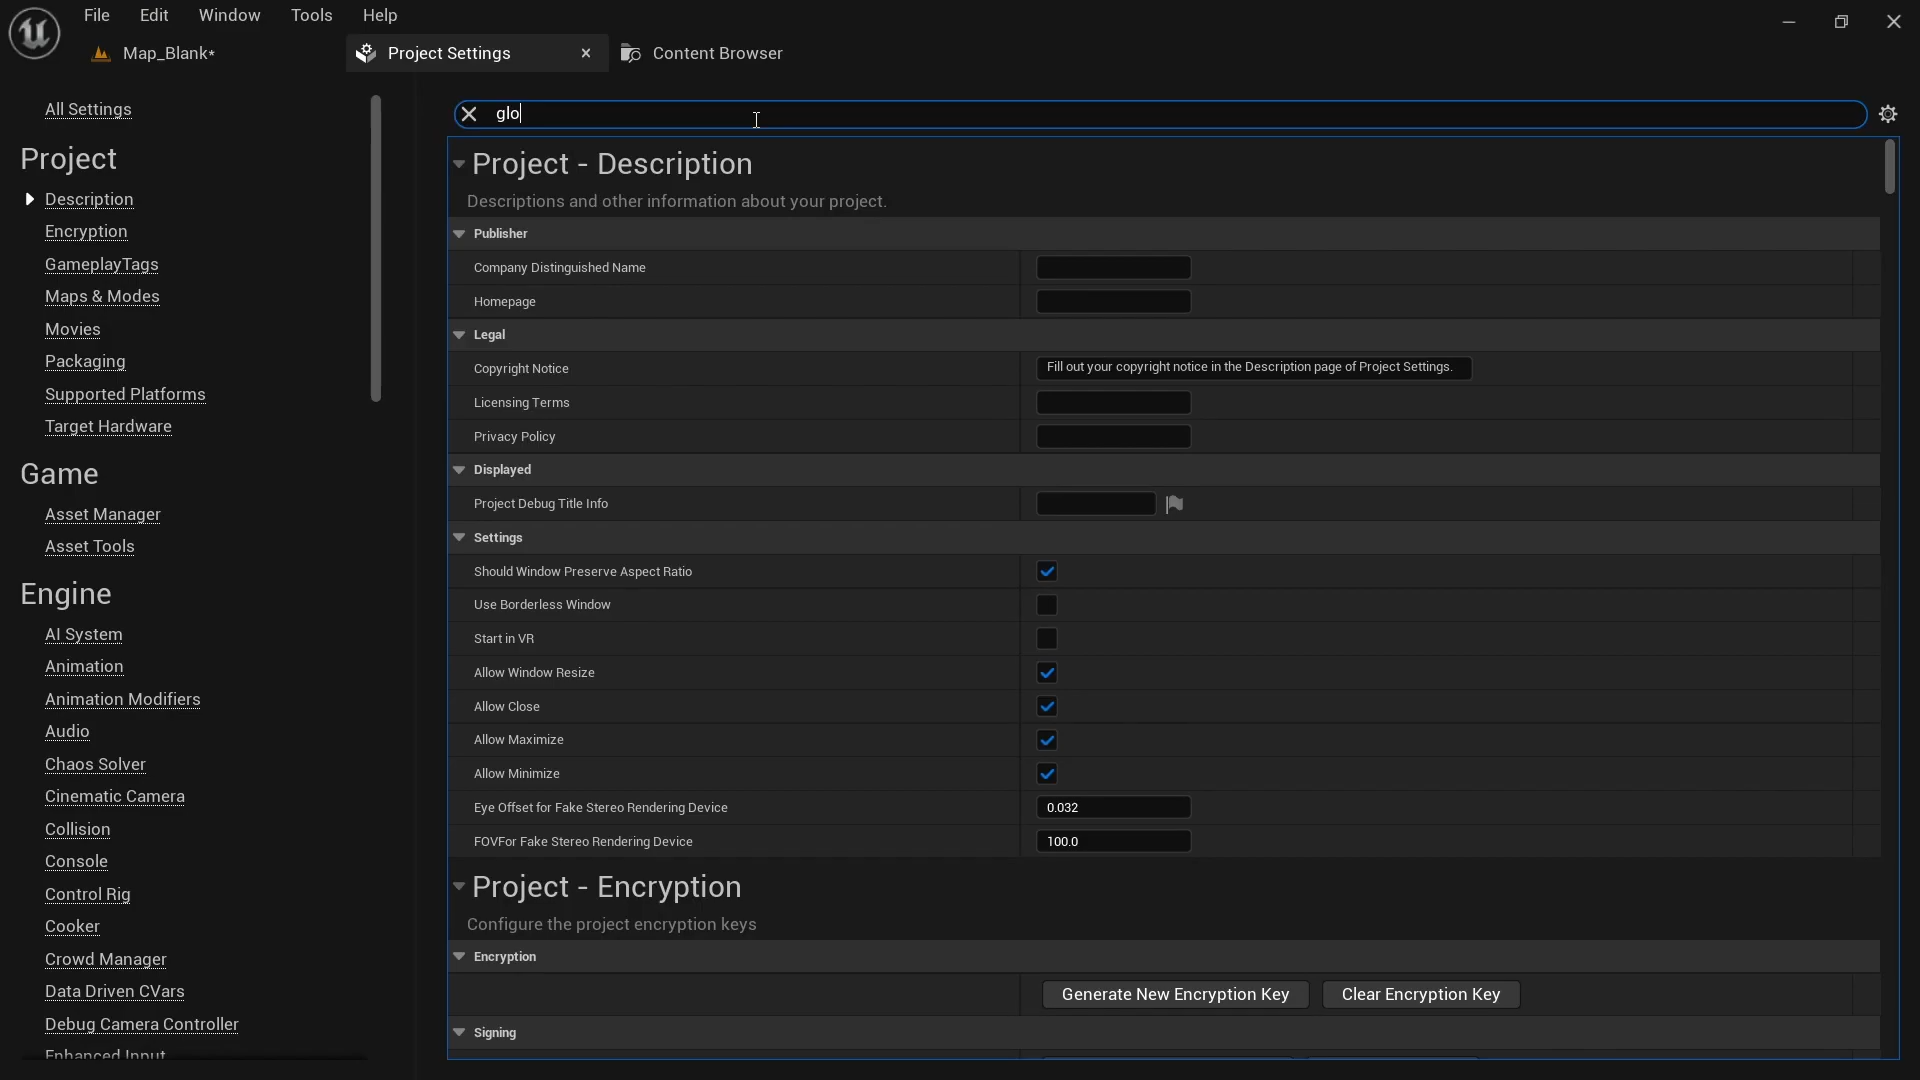 File Edit Window Tools Help
Map_Blank*
Project Settings
Content Browser
All Settings
Project
Description
Encryption
GameplayTags
Maps & Modes
Movies
Packaging
Supported Platforms
Target Hardware
Game
Asset Manager
Asset Tools
Engine
AI System
Animation
Animation Modifiers
Audio
Chaos Solver
Cinematic Camera
Collision
Console
Control Rig
Cooker
Crowd Manager
Data Driven CVars
Debug Camera Controller
Enhanced Input
glo
Project - Description
Descriptions and other information about your project.
Publisher
Company Distinguished Name
Homepage
Legal
Copyright Notice
Fill out your copyright notice in the Description page of Project Settings.
Licensing Terms
Privacy Policy
Displayed
Project Debug Title Info
Settings
Should Window Preserve Aspect Ratio
Use Borderless Window
Start in VR
Allow Window Resize
Allow Close
Allow Maximize
Allow Minimize
Eye Offset for Fake Stereo Rendering Device
0.032
FOVFor Fake Stereo Rendering Device
100.0
Project - Encryption
Configure the project encryption keys
Encryption
Generate New Encryption Key
Clear Encryption Key
Signing